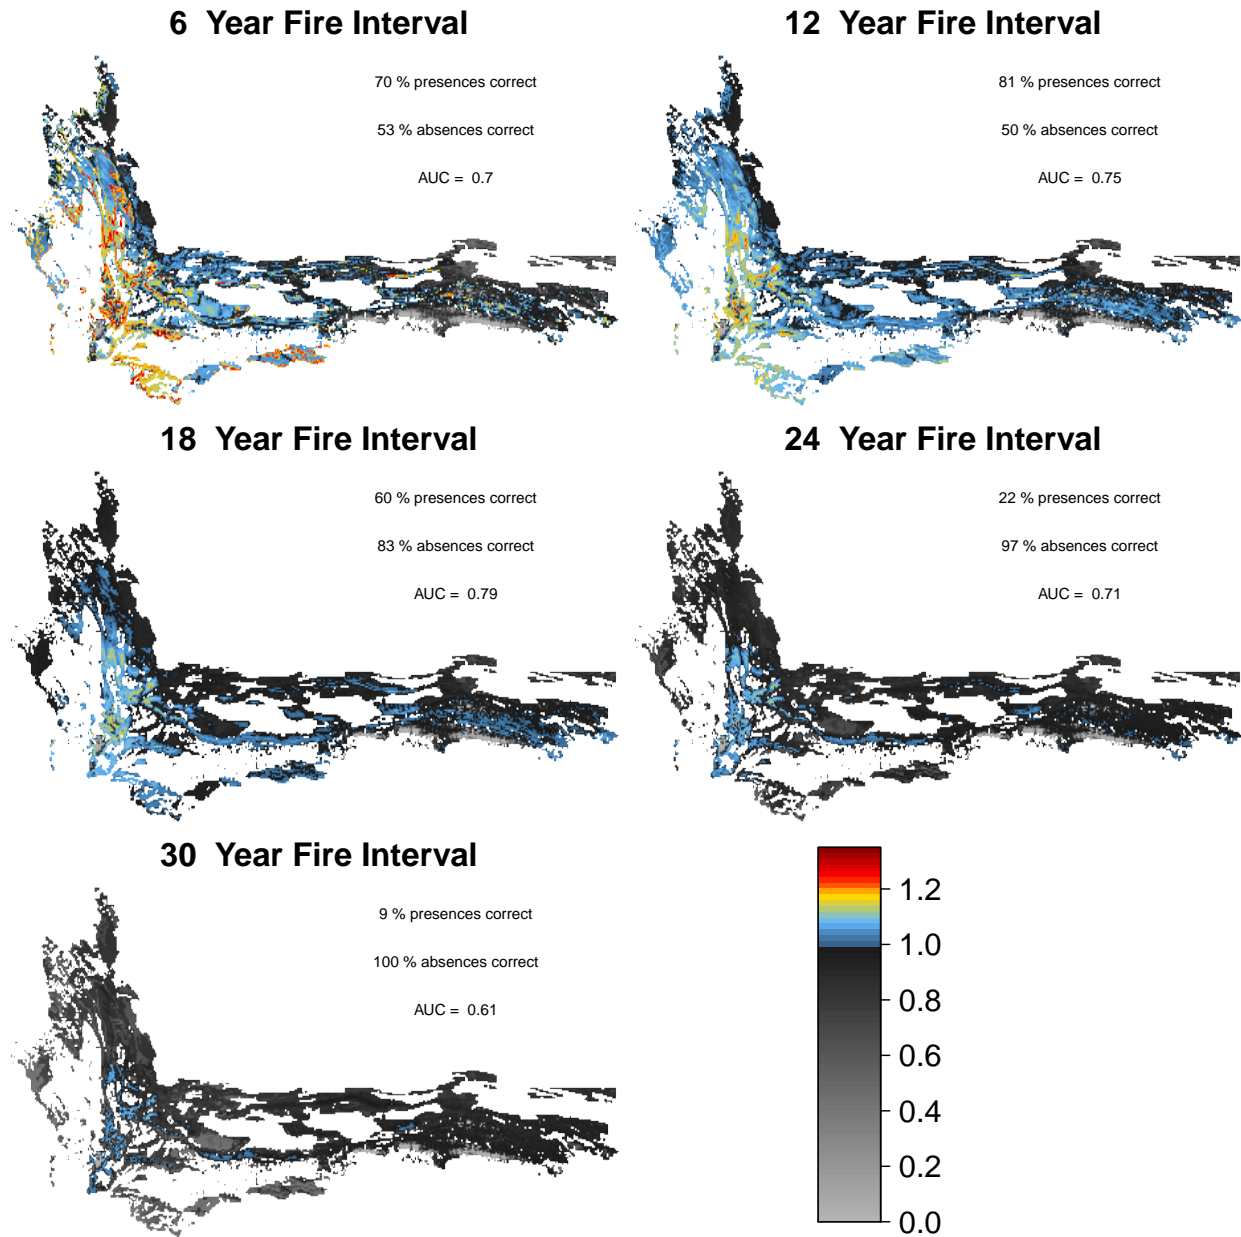 6 Year Fire Interval
70 % presences correct
53 % absences correct
AUC = 0.7
12 Year Fire Interval
81 % presences correct
50 % absences correct
AUC = 0.75
18 Year Fire Interval
60 % presences correct
83 % absences correct
AUC = 0.79
24 Year Fire Interval
22 % presences correct
97 % absences correct
AUC = 0.71
30 Year Fire Interval
9 % presences correct
100 % absences correct
AUC = 0.61
1.2
1.0
0.8
0.6
0.4
0.2
0.0